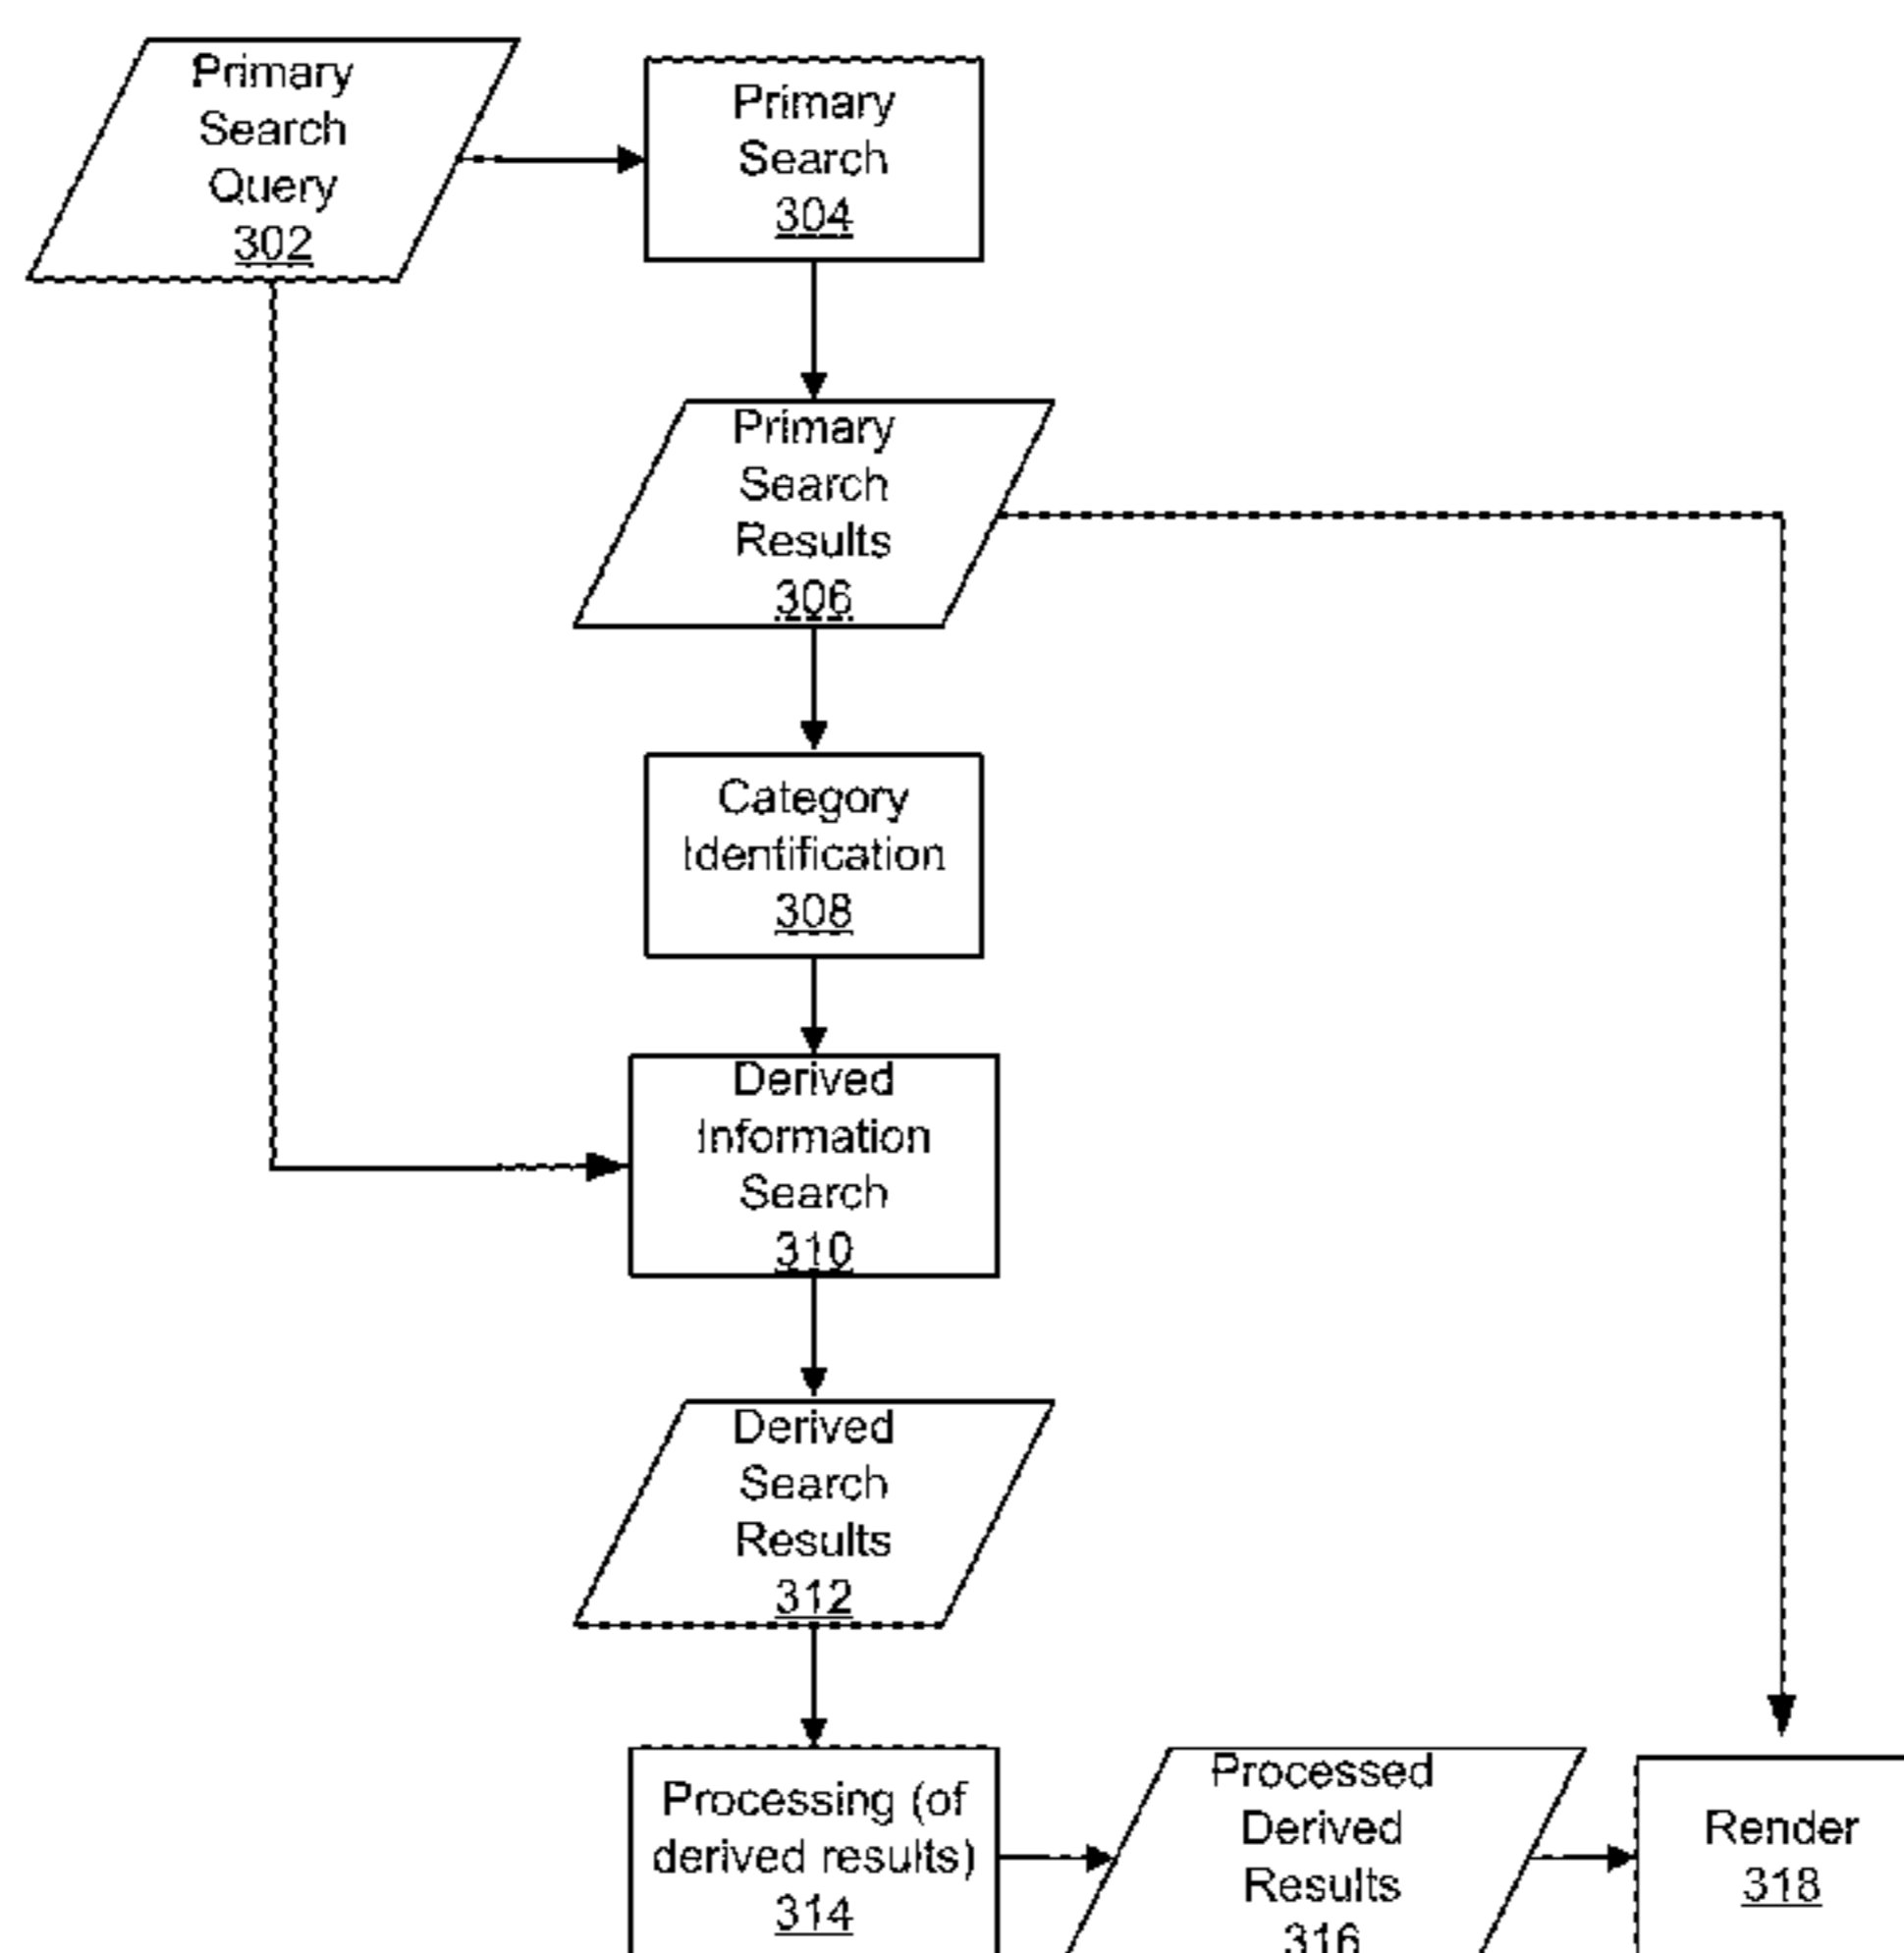 Primary
Search
Query
302
Primary
Search
304
Primary
Search
Results
306
Category
Identification
308
Derived
Information
Search
310
Derived
Search
Results
312
Processing (of
derived results)
314
Processed
Derived
Results
316
Render
318